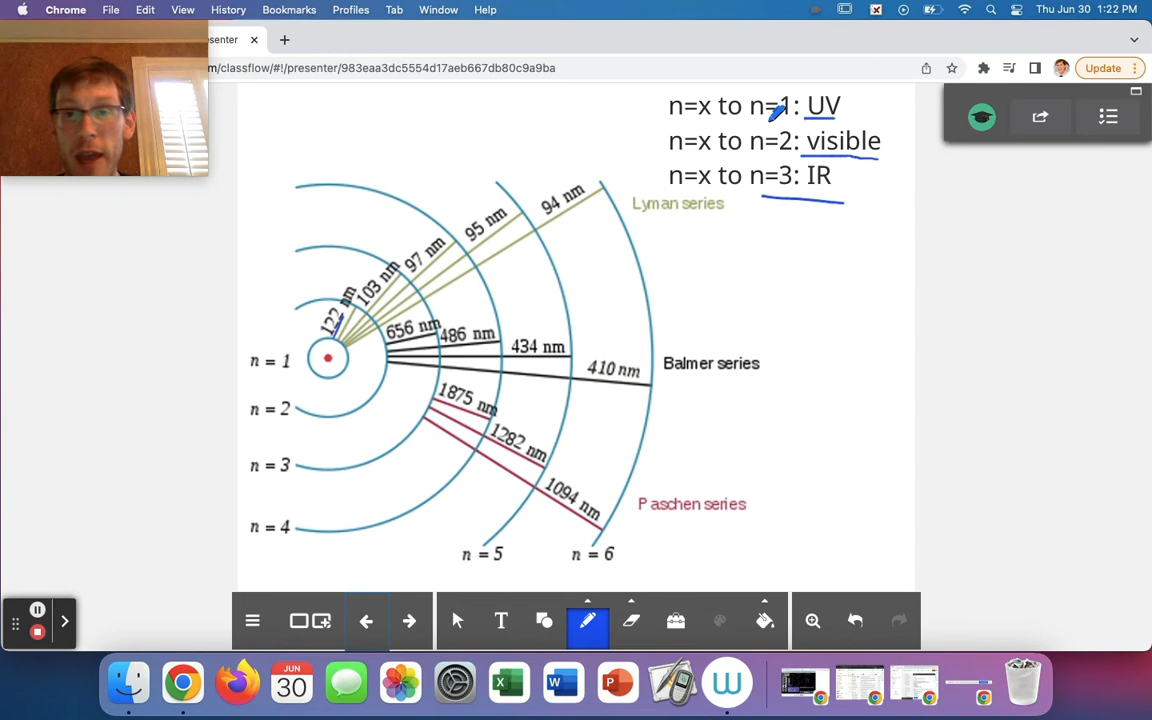 Chrome File Edit View History Bookmarks Profiles Tab Window Help Thu Jun 30 1:22 PM
esenter
m/classflow/#!/presenter/983eaa3dc5554d17aeb667db80c9a9ba Update
n=x to n=1: UV
n=x to n=2: visible
n=x to n=3: IR
Lyman series
94 nm
95 nm
97 nm
103 nm
122 nm
656 nm
486 nm
434 nm
410 nm
Balmer series
n = 1
n = 2
n = 3
n = 4
n = 5
n = 6
1875 nm
1282 nm
1094 nm
Paschen series
T
JUN
30
X
W
P
W